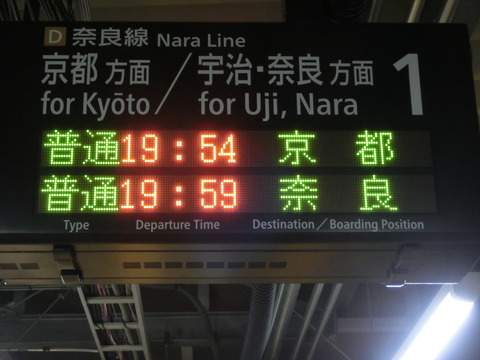 D 奈良線 Nara Line
京都方面／宇治・奈良方面 1
for Kyōto／for Uji, Nara
普通 19:54 京都
普通 19:59 奈良
Type Departure Time Destination／Boarding Position